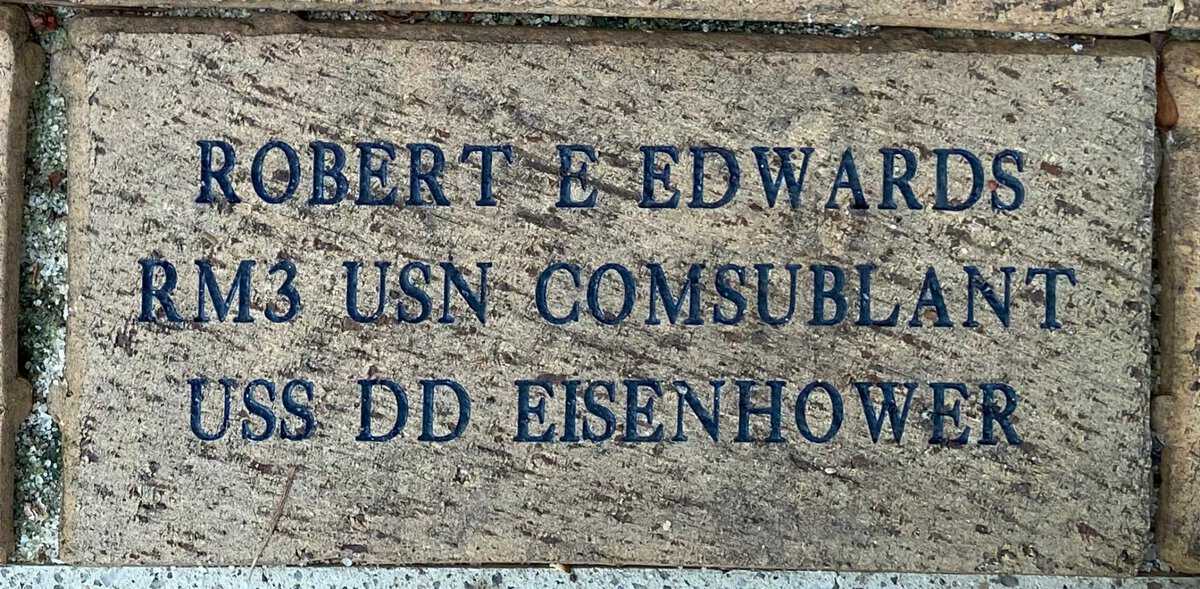 ROBERT E EDWARDS
RM3 USN COMSUBLANT
USS DD EISENHOWER